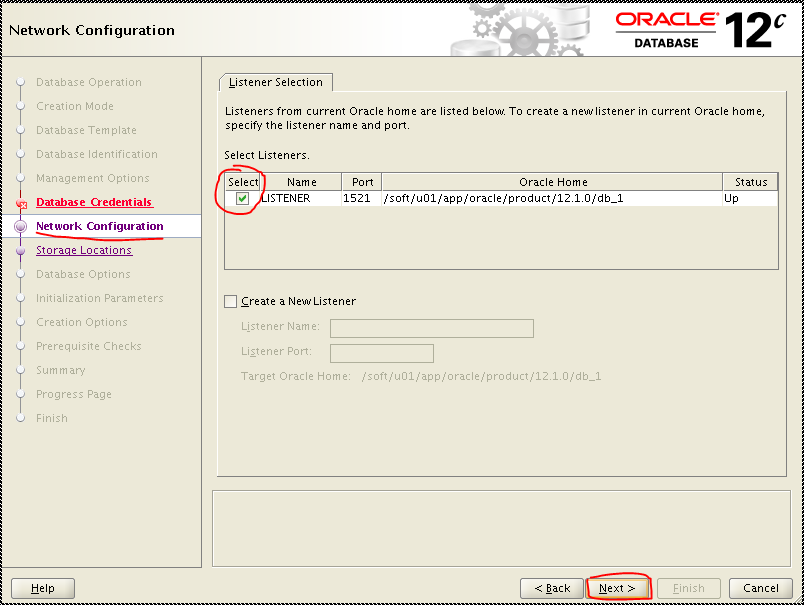 Network Configuration
ORACLE®
DATABASE
12c
Database Operation
Creation Mode
Database Template
Database Identification
Management Options
Database Credentials
Network Configuration
Storage Locations
Database Options
Initialization Parameters
Creation Options
Prerequisite Checks
Summary
Progress Page
Finish
Listener Selection
Listeners from current Oracle home are listed below. To create a new listener in current Oracle home,
specify the listener name and port.
Select Listeners.
Select Name Port Oracle Home Status
LISTENER 1521 /soft/u01/app/oracle/product/12.1.0/db_1 Up
Create a New Listener
Listener Name:
Listener Port:
Target Oracle Home: /soft/u01/app/oracle/product/12.1.0/db_1
Help < Back Next > Finish Cancel